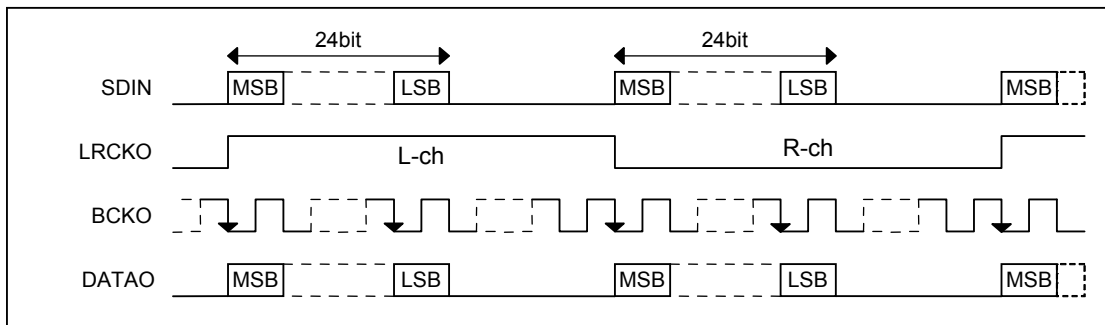 24bit 24bit
SDIN MSB LSB MSB LSB MSB
LRCKO L-ch R-ch
BCKO
DATAO MSB LSB MSB LSB MSB